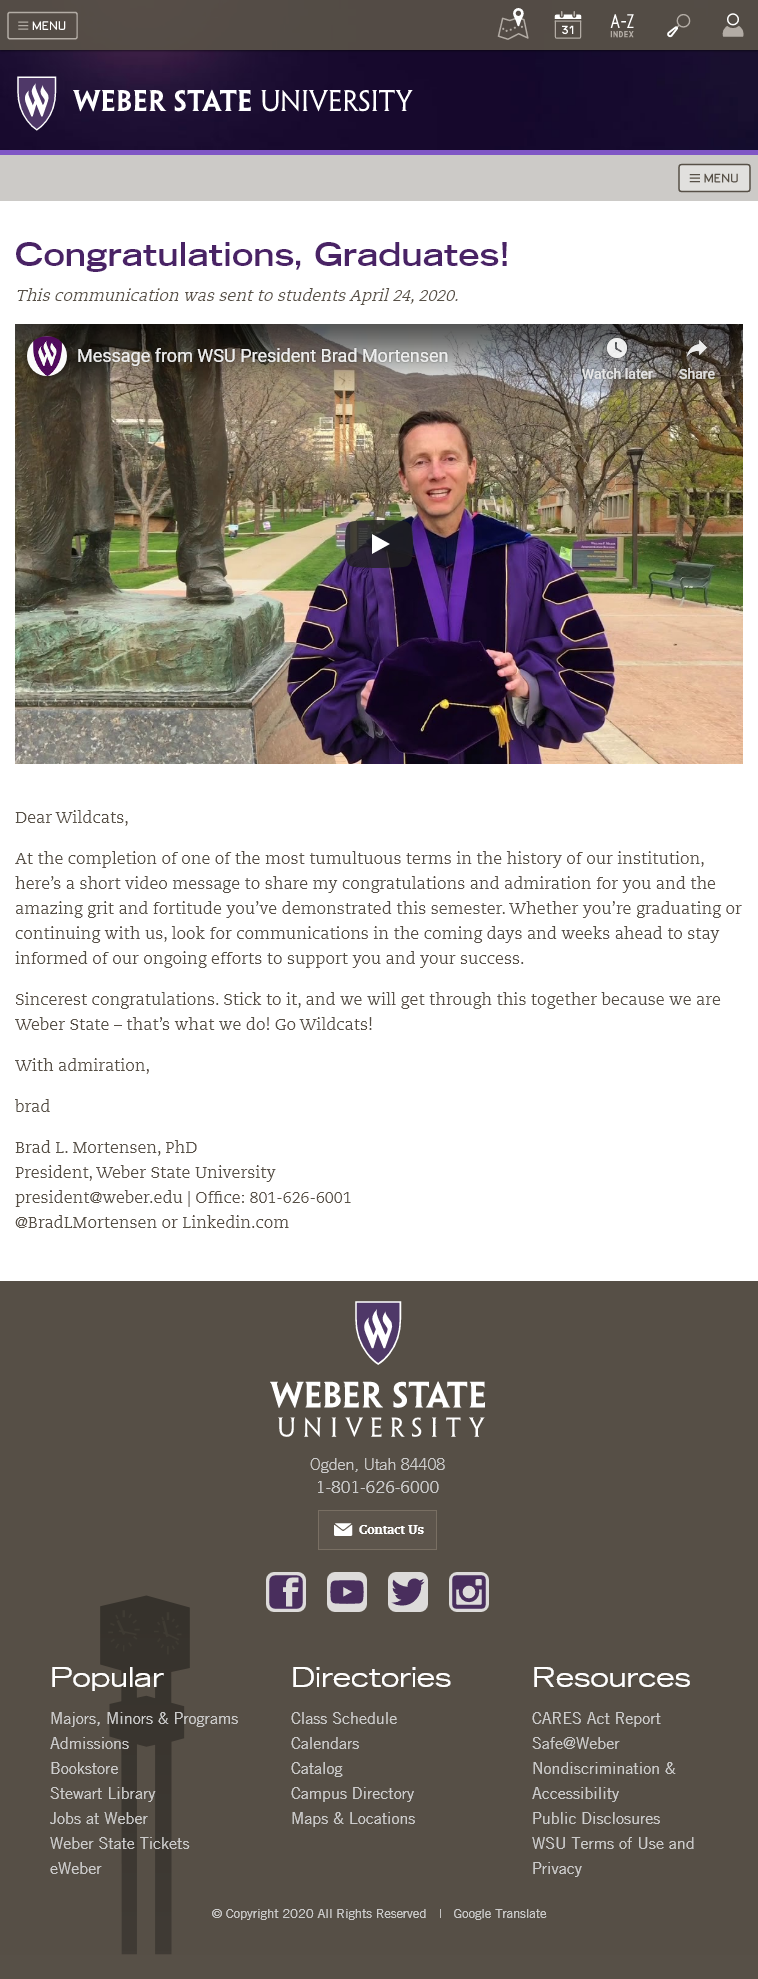 MENU
31
A-Z
INDEX
WEBER STATE UNIVERSITY
MENU
Congratulations, Graduates!
This communication was sent to students April 24, 2020.
Message from WSU President Brad Mortensen
Watch later
Share
Dear Wildcats,
At the completion of one of the most tumultuous terms in the history of our institution,
here’s a short video message to share my congratulations and admiration for you and the
amazing grit and fortitude you’ve demonstrated this semester. Whether you’re graduating or
continuing with us, look for communications in the coming days and weeks ahead to stay
informed of our ongoing efforts to support you and your success.
Sincerest congratulations. Stick to it, and we will get through this together because we are
Weber State – that’s what we do! Go Wildcats!
With admiration,
brad
Brad L. Mortensen, PhD
President, Weber State University
president@weber.edu | Office: 801-626-6001
@BradLMortensen or Linkedin.com
WEBER STATE
UNIVERSITY
Ogden, Utah 84408
1-801-626-6000
Contact Us
Popular
Majors, Minors & Programs
Admissions
Bookstore
Stewart Library
Jobs at Weber
Weber State Tickets
eWeber
Directories
Class Schedule
Calendars
Catalog
Campus Directory
Maps & Locations
Resources
CARES Act Report
Safe@Weber
Nondiscrimination &
Accessibility
Public Disclosures
WSU Terms of Use and
Privacy
© Copyright 2020 All Rights Reserved | Google Translate